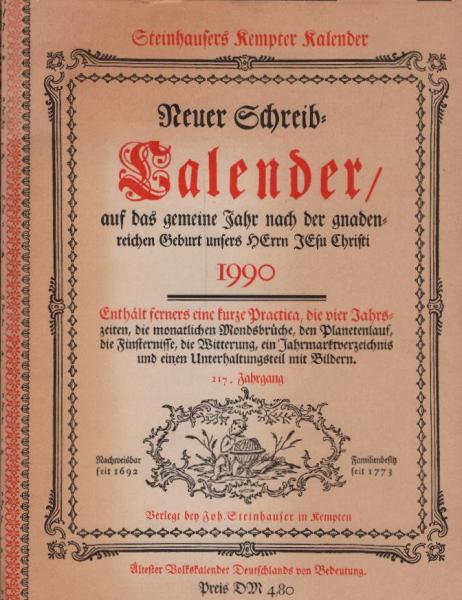 Steinhausers Kempter Kalender
Neuer Schreib=
Calender/
auf das gemeine Jahr nach der gnaden=
reichen Geburt unsers HErrn JESu Christi
1990
Enthält ferners eine kurze Practica, die vier Jahrs=
zeiten, die monatlichen Mondsbrüche, den Planetenlauf,
die Finsternisse, die Witterung, ein Jahrmarktverzeichnis
und einen Unterhaltungsteil mit Bildern.
217. Jahrgang
Nachweisbar
seit 1692
Familienbesitz
seit 1773
Verlegt bey Joh. Steinhauser in Kempten
Ältester Volkskalender Deutschlands von Bedeutung.
Preis DM 4.80